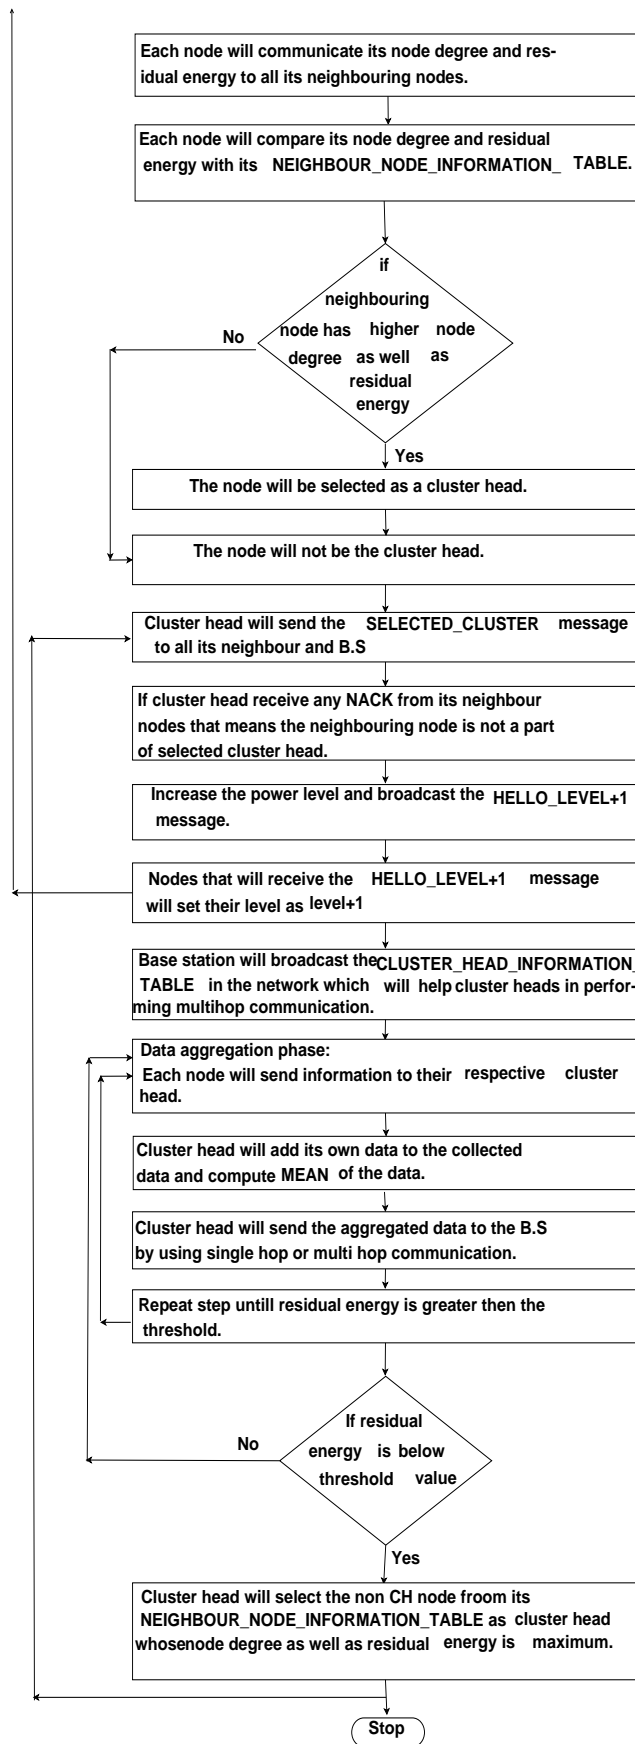 Each node will communicate its node degree and res-
idual energy to all its neighbouring nodes.
Each node will compare its node degree and residual
energy with its NEIGHBOUR_NODE_INFORMATION_ TABLE.
if
neighbouring
node has higher node
degree as well as
residual
energy
No
Yes
The node will be selected as a cluster head.
The node will not be the cluster head.
Cluster head will send the SELECTED_CLUSTER message
to all its neighbour and B.S
If cluster head receive any NACK from its neighbour
nodes that means the neighbouring node is not a part
of selected cluster head.
Increase the power level and broadcast the HELLO_LEVEL+1
message.
Nodes that will receive the HELLO_LEVEL+1 message
will set their level as level+1
Base station will broadcast the CLUSTER_HEAD_INFORMATION_
TABLE in the network which will help cluster heads in perfor-
ming multihop communication.
Data aggregation phase:
Each node will send information to their respective cluster
head.
Cluster head will add its own data to the collected
data and compute MEAN of the data.
Cluster head will send the aggregated data to the B.S
by using single hop or multi hop communication.
Repeat step untill residual energy is greater then the
threshold.
If residual
energy is below
threshold value
No
Yes
Cluster head will select the non CH node froom its
NEIGHBOUR_NODE_INFORMATION_TABLE as cluster head
whosenode degree as well as residual energy is maximum.
Stop